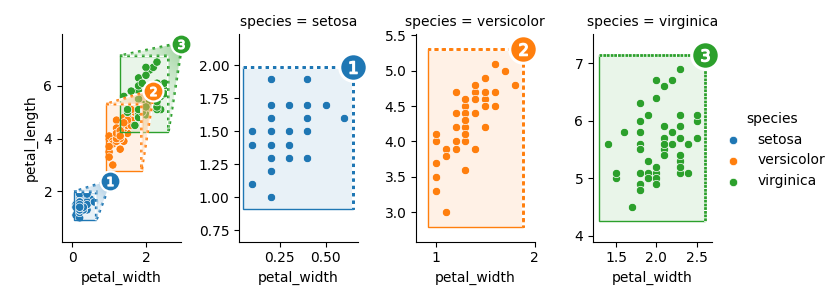 species = setosa
species = versicolor
species = virginica
petal_length
6
4
2
0
2
petal_width
3
2
1
2.00
1.75
1.50
1.25
1.00
0.75
0.25
0.50
petal_width
1
5.5
5.0
4.5
4.0
3.5
3.0
1
2
petal_width
2
7
6
5
4
1.5
2.0
2.5
petal_width
3
species
setosa
versicolor
virginica